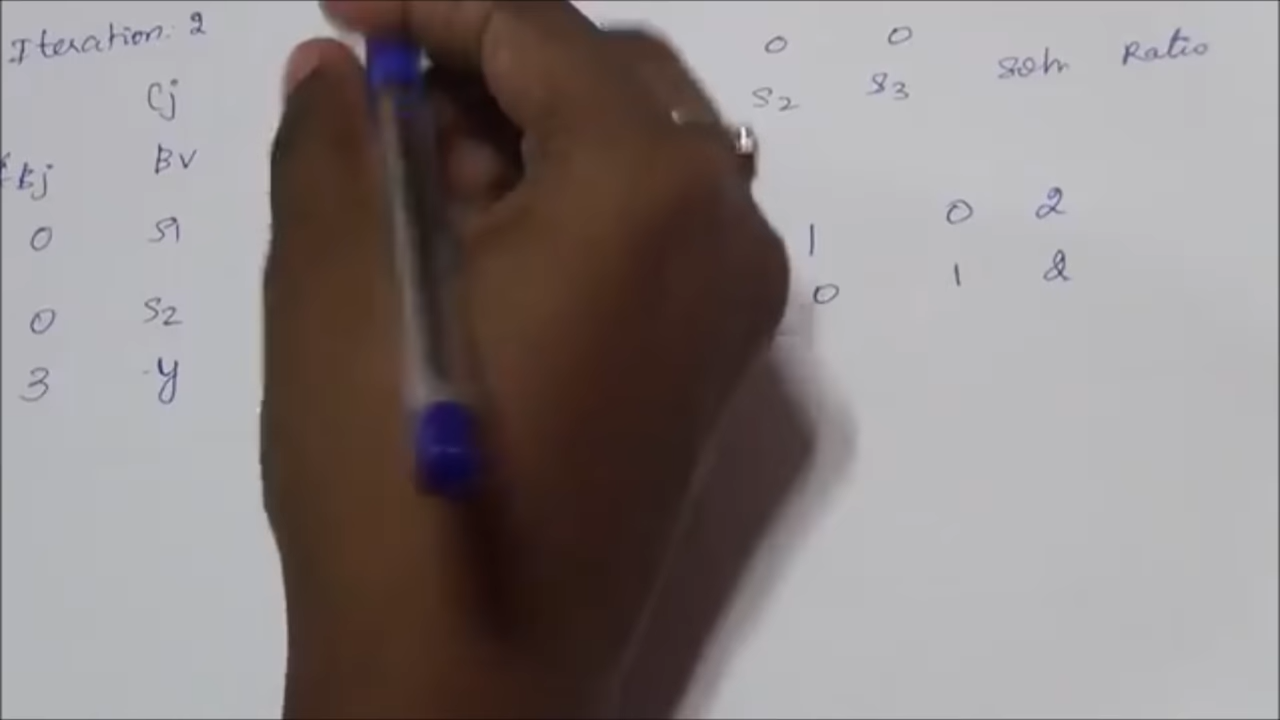 Iteration: 2
0 0
Cj S2 S3 Soln Ratio
CBj BV
0 S1 1 0 2
0 S2 0 1 2
3 y